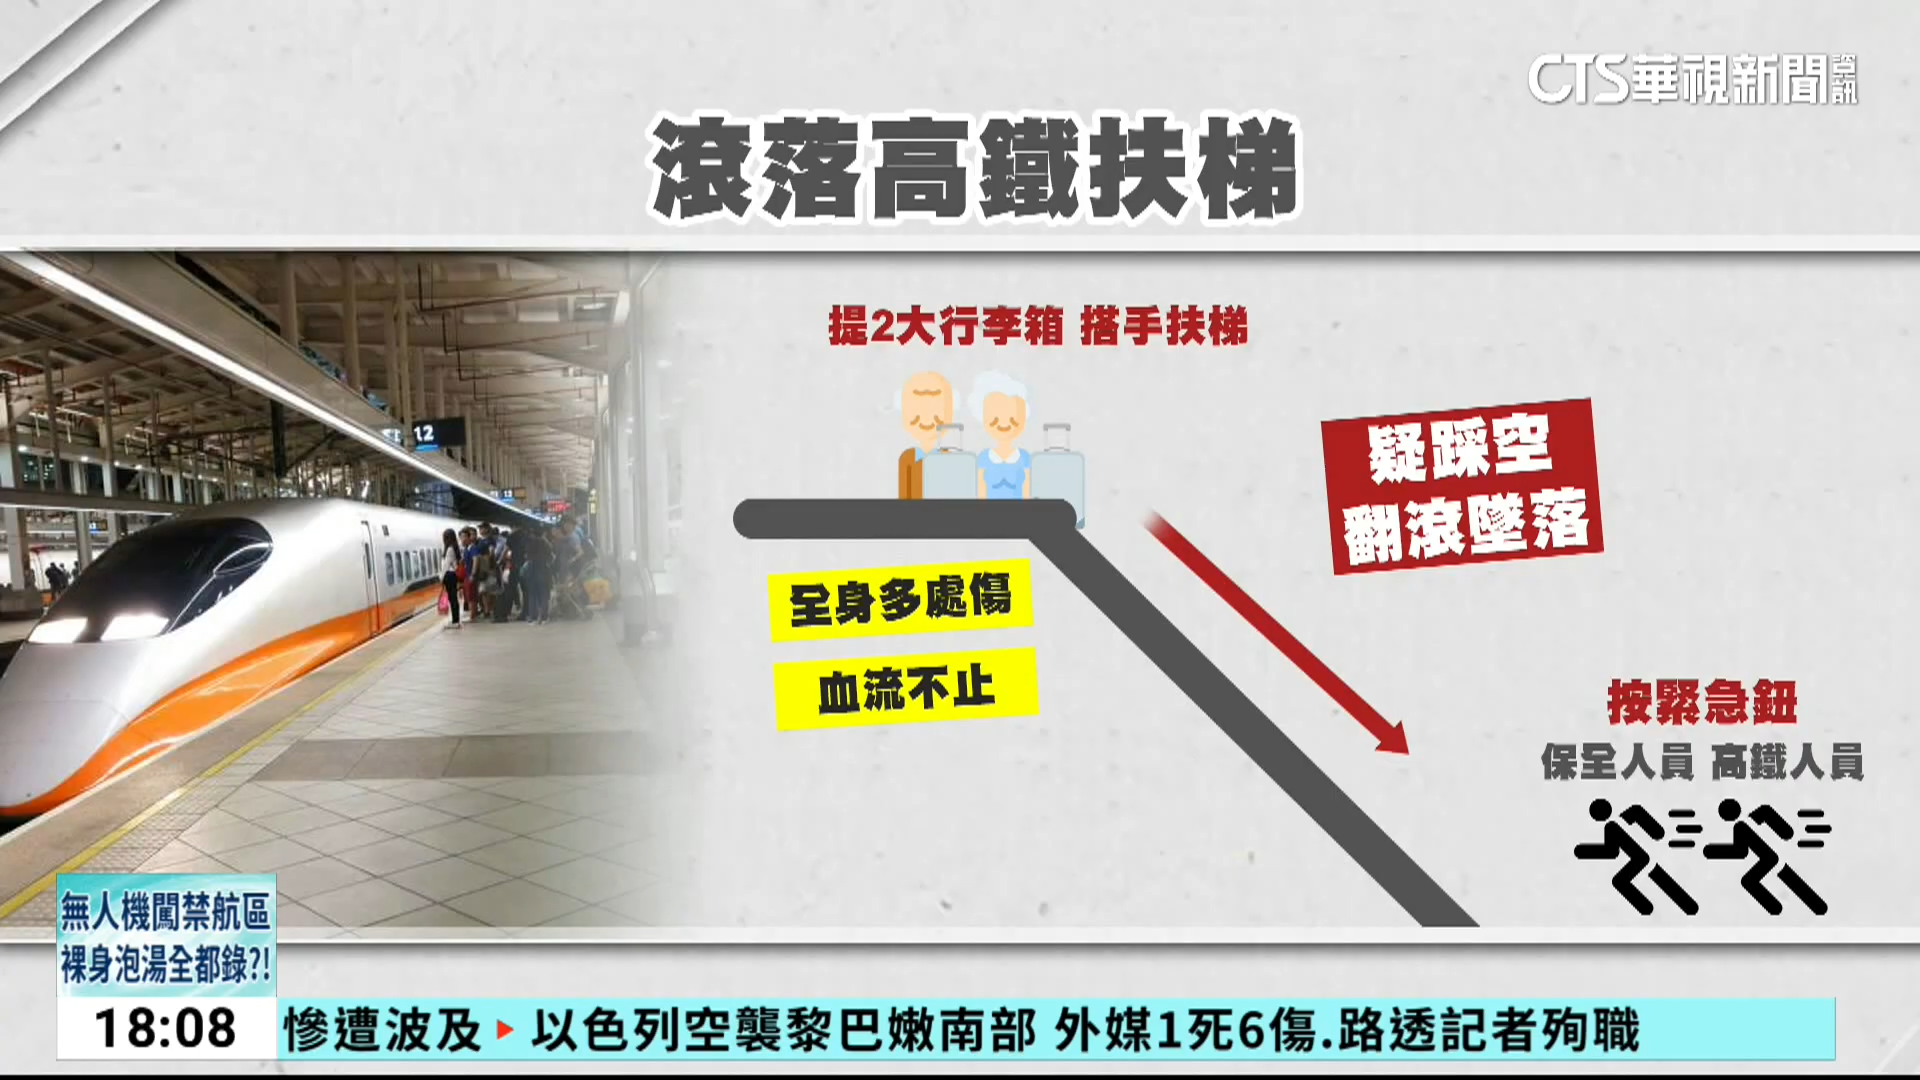 CTS華視新聞資訊
滾落高鐵扶梯
提2大行李箱 搭手扶梯
12
疑踩空
翻滾墜落
全身多處傷
血流不止
按緊急鈕
保全人員 高鐵人員
無人機闖禁航區
裸身泡湯全都錄?!
18:08
慘遭波及▶以色列空襲黎巴嫩南部 外媒1死6傷.路透記者殉職